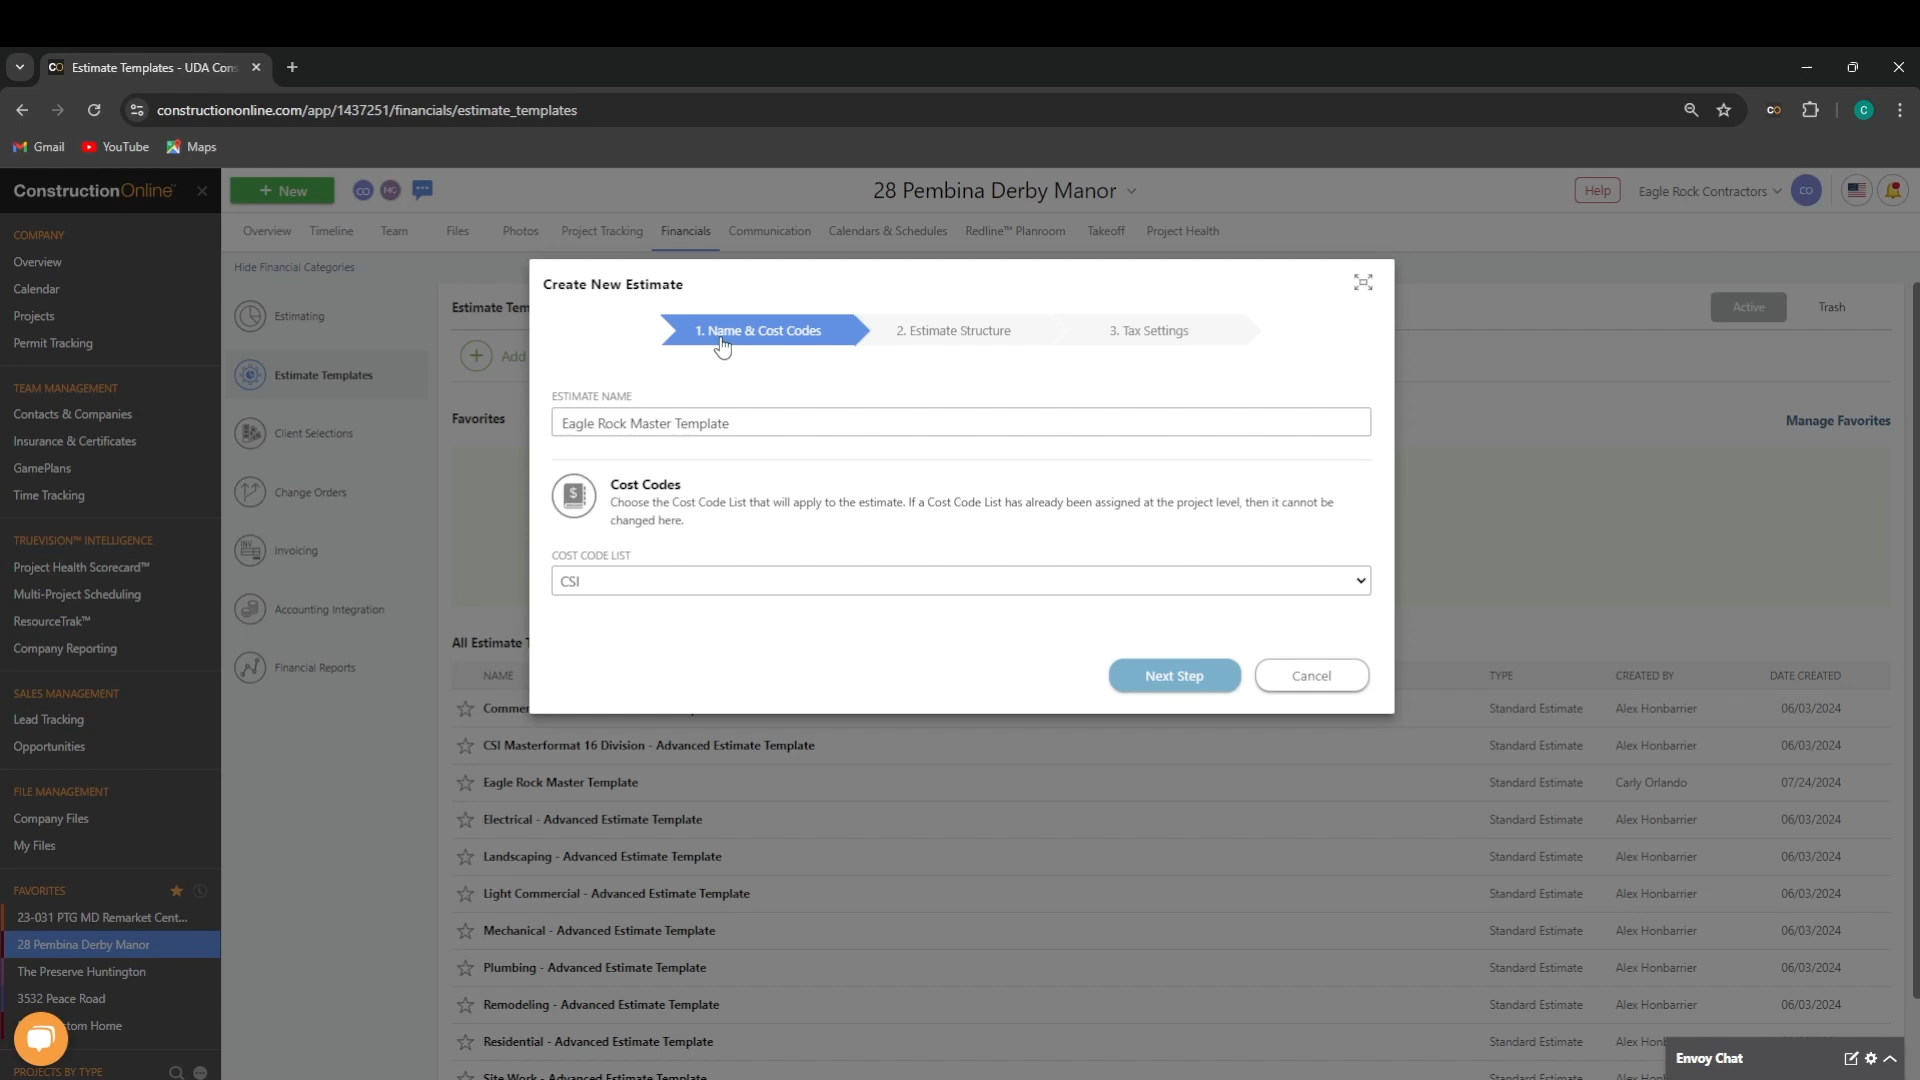 Estimate Templates - UDA Cons
constructiononline.com/app/1437251/financials/estimate_templates
Gmail
YouTube
Maps
ConstructionOnline™
COMPANY
Overview
Calendar
Projects
Permit Tracking
TEAM MANAGEMENT
Contacts & Companies
Insurance & Certificates
GamePlans
Time Tracking
TRUEVISION™ INTELLIGENCE
Project Health Scorecard™
Multi-Project Scheduling
ResourceTrak™
Company Reporting
SALES MANAGEMENT
Lead Tracking
Opportunities
FILE MANAGEMENT
Company Files
My Files
FAVORITES
23-031 PTG MD Remarket Cent...
28 Pembina Derby Manor
The Preserve Huntington
3532 Peace Road
tom Home
PROJECTS BY TYPE
+ New
CO
MG
28 Pembina Derby Manor
Help
Eagle Rock Contractors
CO
Overview
Timeline
Team
Files
Photos
Project Tracking
Financials
Communication
Calendars & Schedules
Redline™ Planroom
Takeoff
Project Health
Hide Financial Categories
Estimating
Estimate Templates
Client Selections
Change Orders
Invoicing
Accounting Integration
Financial Reports
Estimate Tem
Active
Trash
Add
Favorites
Manage Favorites
Create New Estimate
1. Name & Cost Codes
2. Estimate Structure
3. Tax Settings
ESTIMATE NAME
Eagle Rock Master Template
Cost Codes
Choose the Cost Code List that will apply to the estimate. If a Cost Code List has already been assigned at the project level, then it cannot be
changed here.
COST CODE LIST
CSI
Next Step
Cancel
All Estimate T
NAME
TYPE
CREATED BY
DATE CREATED
Commer
Standard Estimate
Alex Honbarrier
06/03/2024
CSI Masterformat 16 Division - Advanced Estimate Template
Standard Estimate
Alex Honbarrier
06/03/2024
Eagle Rock Master Template
Standard Estimate
Carly Orlando
07/24/2024
Electrical - Advanced Estimate Template
Standard Estimate
Alex Honbarrier
06/03/2024
Landscaping - Advanced Estimate Template
Standard Estimate
Alex Honbarrier
06/03/2024
Light Commercial - Advanced Estimate Template
Standard Estimate
Alex Honbarrier
06/03/2024
Mechanical - Advanced Estimate Template
Standard Estimate
Alex Honbarrier
06/03/2024
Plumbing - Advanced Estimate Template
Standard Estimate
Alex Honbarrier
06/03/2024
Remodeling - Advanced Estimate Template
Standard Estimate
Alex Honbarrier
06/03/2024
Residential - Advanced Estimate Template
Standard Estimate
Alex Honb
Site Work - Advanced Estimate Template
Standard Estimate
Alex Honb
Envoy Chat